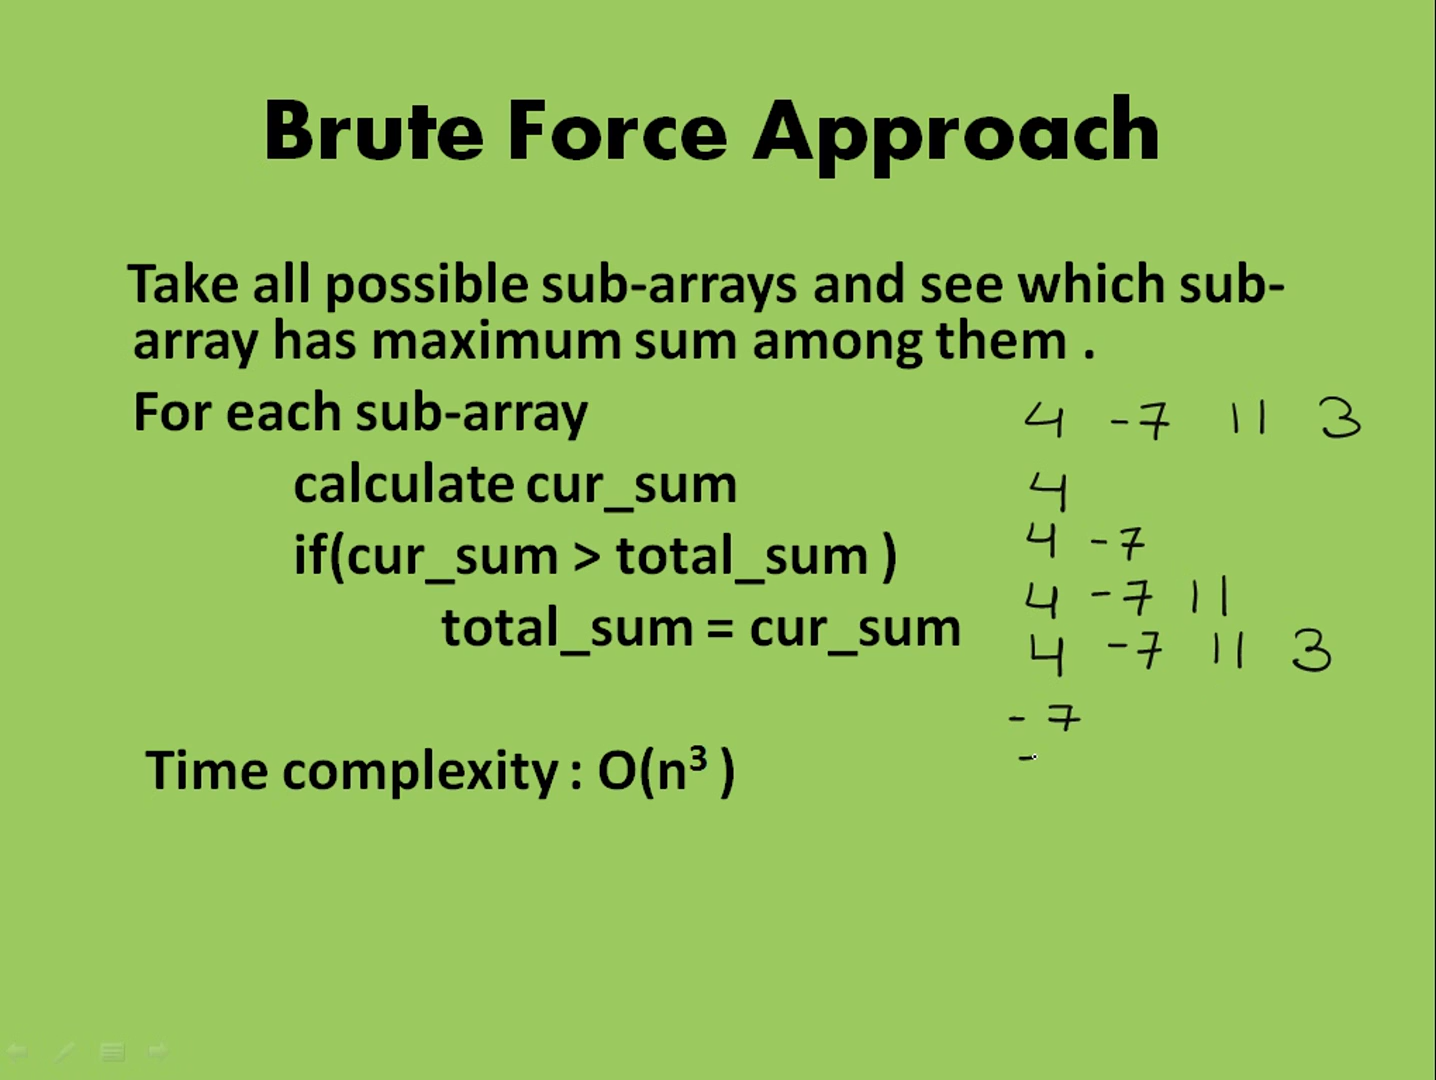 Brute Force Approach
Take all possible sub-arrays and see which sub-
array has maximum sum among them .
For each sub-array
calculate cur_sum
if(cur_sum > total_sum )
total_sum = cur_sum
Time complexity : O(n³ )
4 -7 11 3
4
4 -7
4 -7 11
4 -7 11 3
-7
-